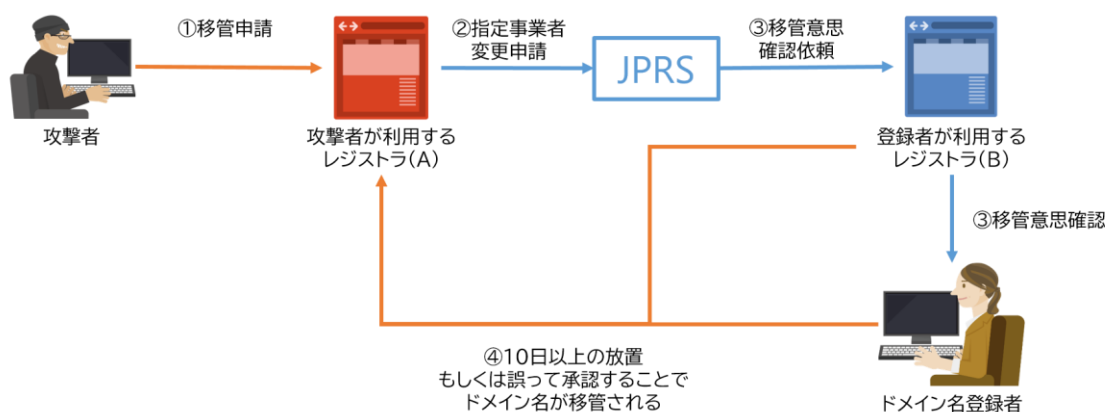 ①移管申請
②指定事業者
変更申請
JPRS
③移管意思
確認依頼
攻撃者
攻撃者が利用する
レジストラ(A)
登録者が利用する
レジストラ(B)
③移管意思確認
④10日以上の放置
もしくは誤って承認することで
ドメイン名が移管される
ドメイン名登録者